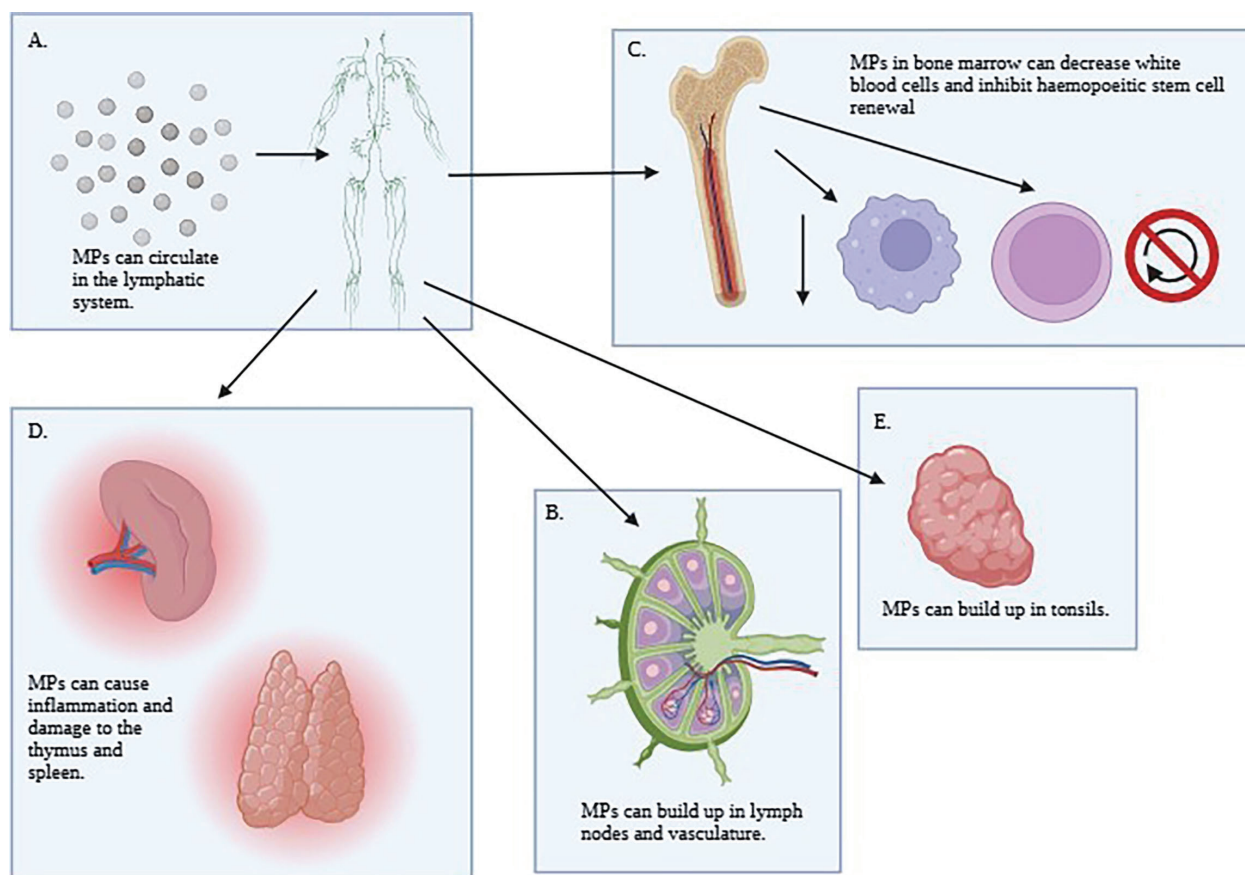 A.
MPs can circulate
in the lymphatic
system.
C.
MPs in bone marrow can decrease white
blood cells and inhibit haemopoeitic stem cell
renewal
D.
MPs can cause
inflammation and
damage to the
thymus and
spleen.
B.
MPs can build up in lymph
nodes and vasculature.
E.
MPs can build up in tonsils.